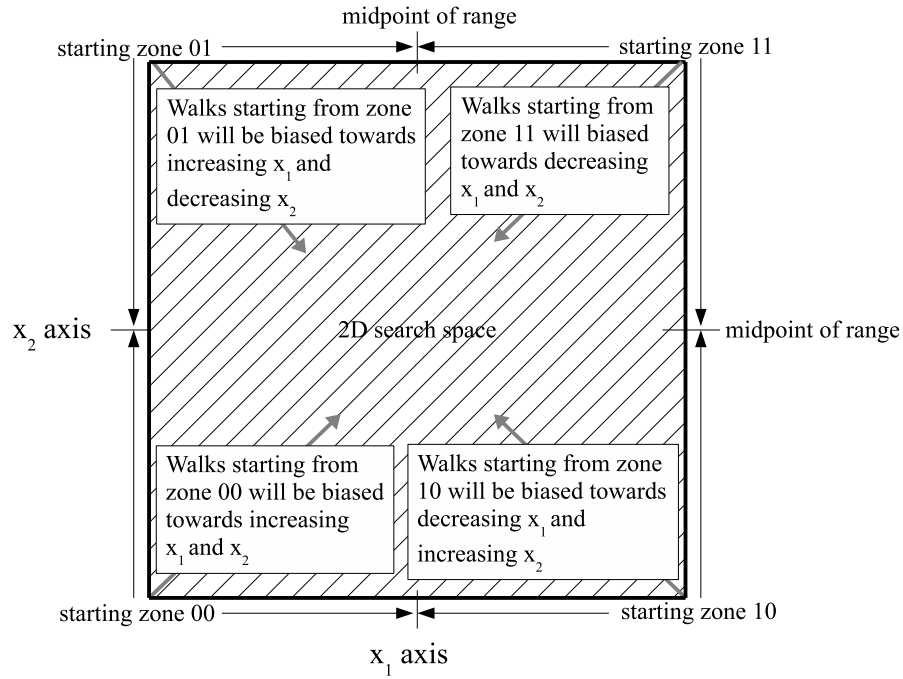 midpoint of range
starting zone 01
starting zone 11
Walks starting from zone
01 will be biased towards
increasing x1 and
decreasing x2
Walks starting from
zone 11 will biased
towards decreasing
x1 and x2
x2 axis
2D search space
midpoint of range
Walks starting from
zone 00 will be biased
towards increasing
x1 and x2
Walks starting from zone
10 will be biased towards
decreasing x1 and
increasing x2
starting zone 00
starting zone 10
x1 axis